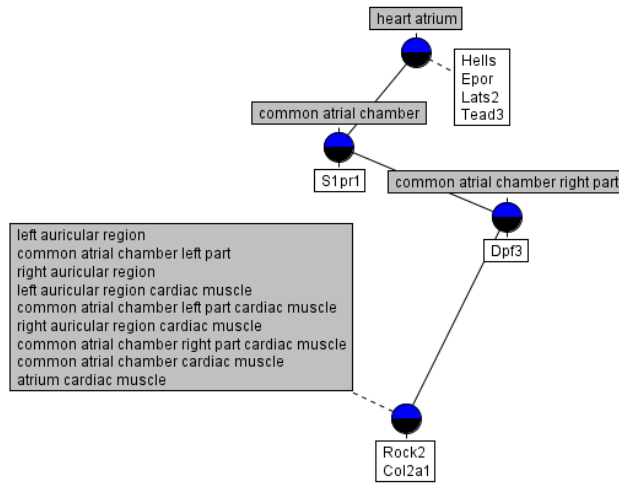 heart atrium
Hells
Epor
Lats2
Tead3
common atrial chamber
S1pr1
common atrial chamber right part
Dpf3
left auricular region
common atrial chamber left part
right auricular region
left auricular region cardiac muscle
common atrial chamber left part cardiac muscle
right auricular region cardiac muscle
common atrial chamber right part cardiac muscle
common atrial chamber cardiac muscle
atrium cardiac muscle
Rock2
Col2a1